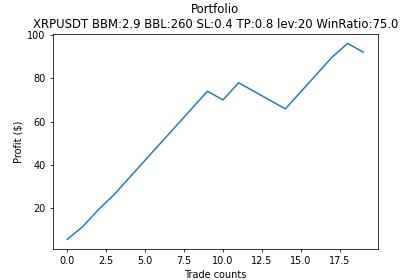 Portfolio
XRPUSDT BBM:2.9 BBL:260 SL:0.4 TP:0.8 lev:20 WinRatio:75.0
100
80
60
40
20
Profit ($)
0.0 2.5 5.0 7.5 10.0 12.5 15.0 17.5
Trade counts